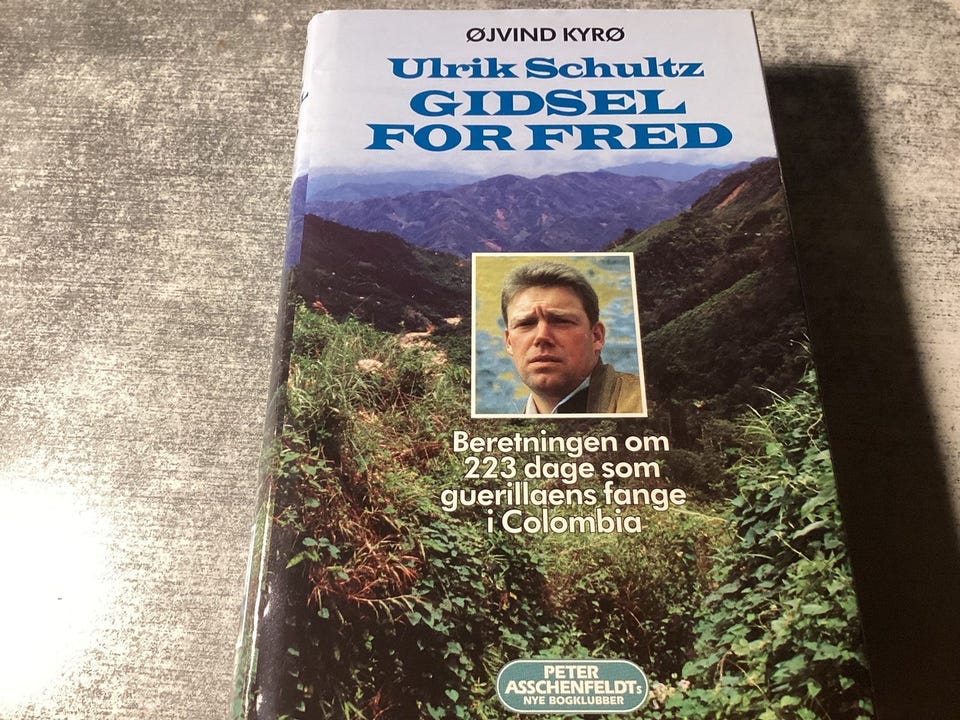 ØJVIND KYRØ
Ulrik Schultz
GIDSEL
FOR FRED
Beretningen om
223 dage som
guerillaens fange
i Colombia
PETER
ASSCHENFELDTs
NYE BOGKLUBBER